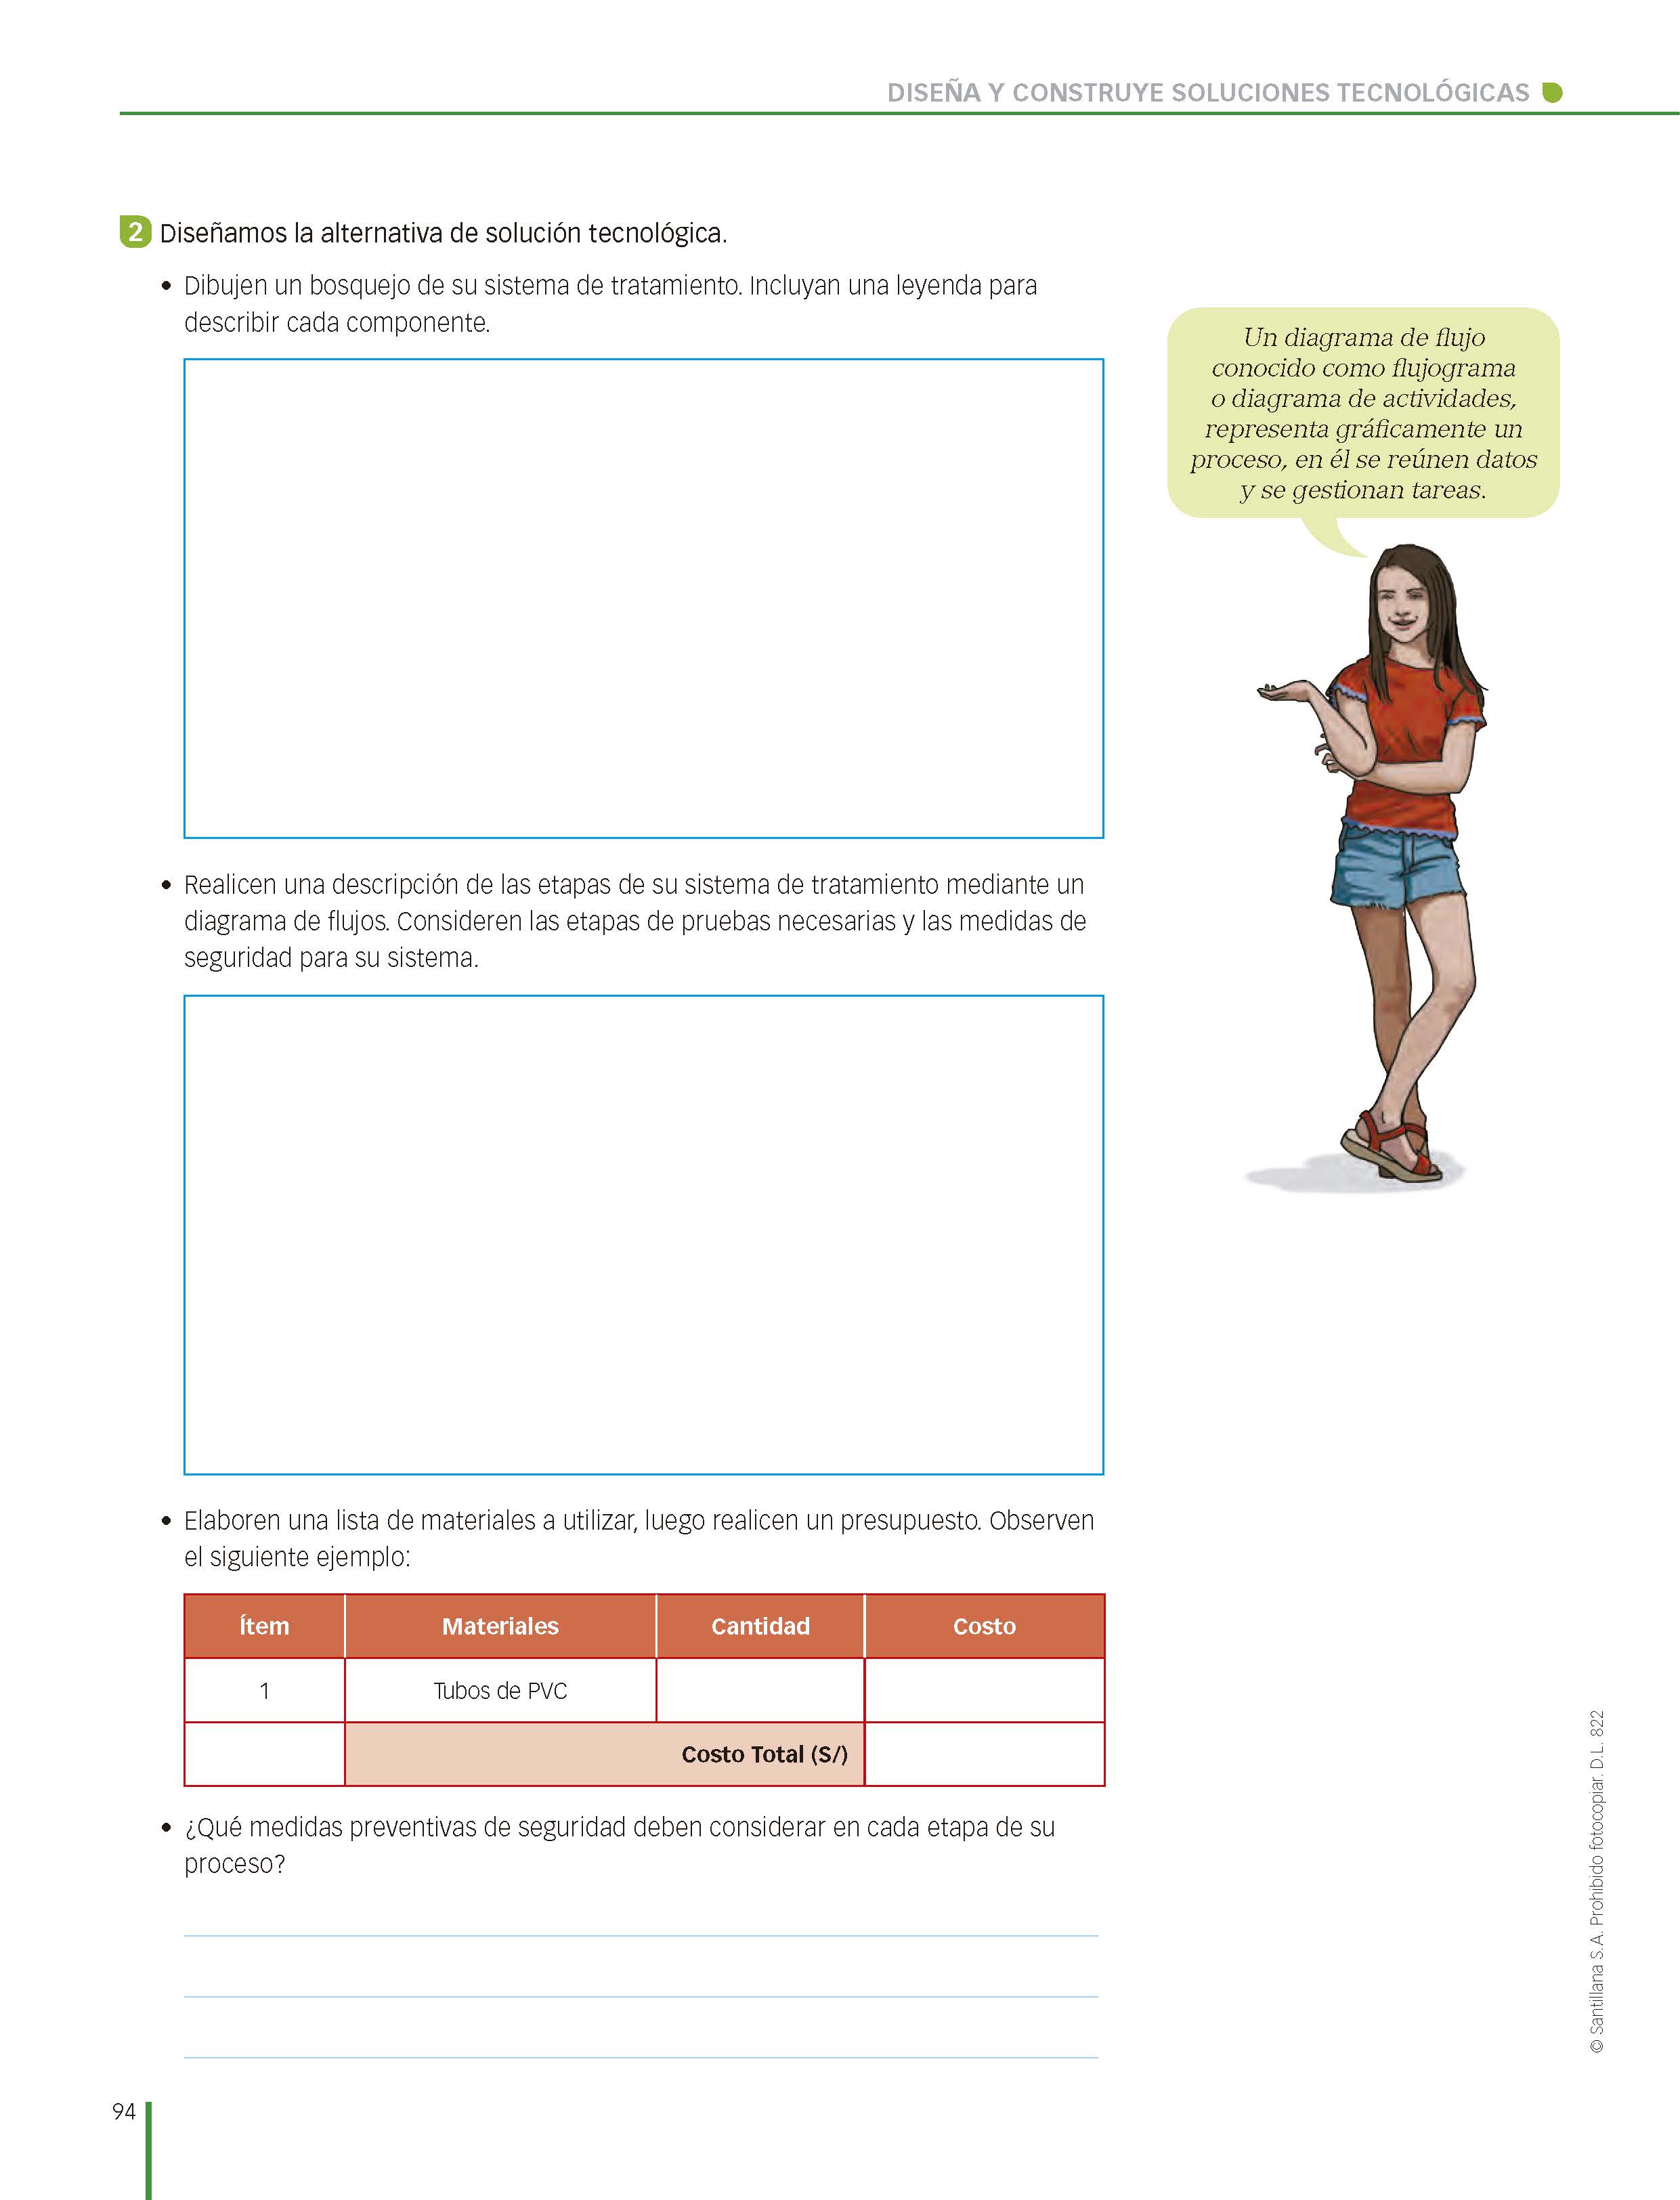 DISEÑA Y CONSTRUYE SOLUCIONES TECNOLÓGICAS
2 Diseñamos la alternativa de solución tecnológica.
• Dibujen un bosquejo de su sistema de tratamiento. Incluyan una leyenda para
describir cada componente.
Un diagrama de flujo
conocido como flujograma
o diagrama de actividades,
representa gráficamente un
proceso, en él se reúnen datos
y se gestionan tareas.
• Realicen una descripción de las etapas de su sistema de tratamiento mediante un
diagrama de flujos. Consideren las etapas de pruebas necesarias y las medidas de
seguridad para su sistema.
• Elaboren una lista de materiales a utilizar, luego realicen un presupuesto. Observen
el siguiente ejemplo:
Ítem Materiales Cantidad Costo
1 Tubos de PVC
Costo Total (S/)
• ¿Qué medidas preventivas de seguridad deben considerar en cada etapa de su
proceso?
© Santillana S.A. Prohibido fotocopiar. D.L. 822
94